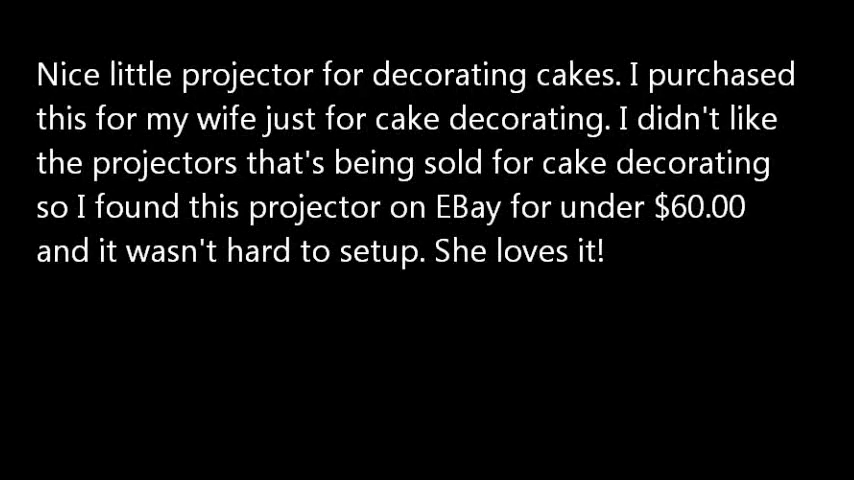 Nice little projector for decorating cakes. I purchased
this for my wife just for cake decorating. I didn't like
the projectors that's being sold for cake decorating
so I found this projector on EBay for under $60.00
and it wasn't hard to setup. She loves it!